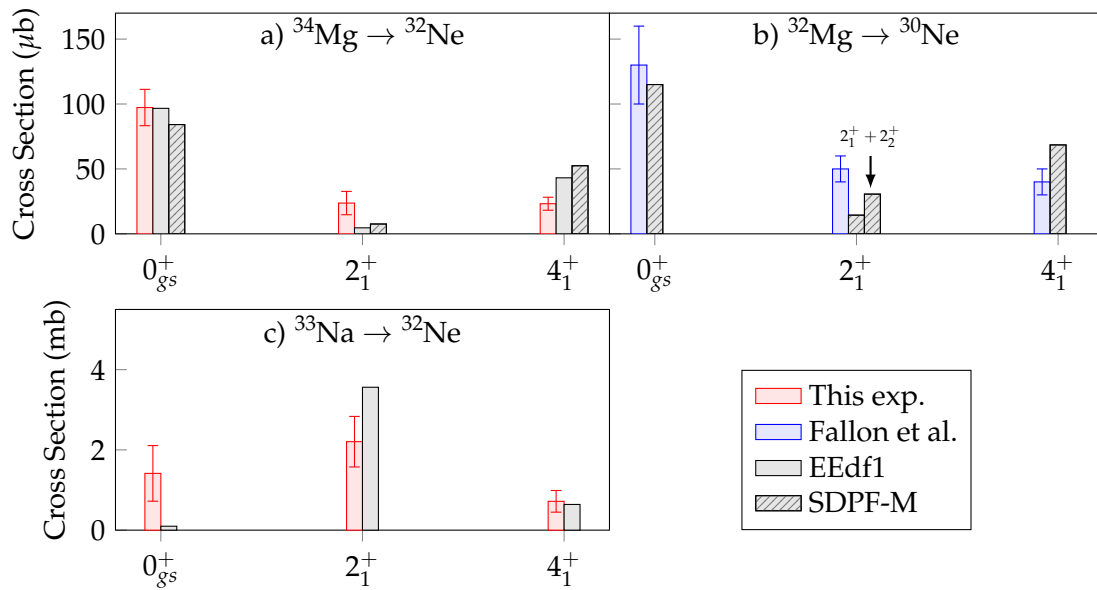 a) ³⁴Mg → ³²Ne
b) ³²Mg → ³⁰Ne
Cross Section (μb)
150
100
50
0
2₁⁺ + 2₂⁺
0⁺gs
2₁⁺
4₁⁺
0⁺gs
2₁⁺
4₁⁺
c) ³³Na → ³²Ne
Cross Section (mb)
4
2
0
0⁺gs
2₁⁺
4₁⁺
This exp.
Fallon et al.
EEdf1
SDPF-M